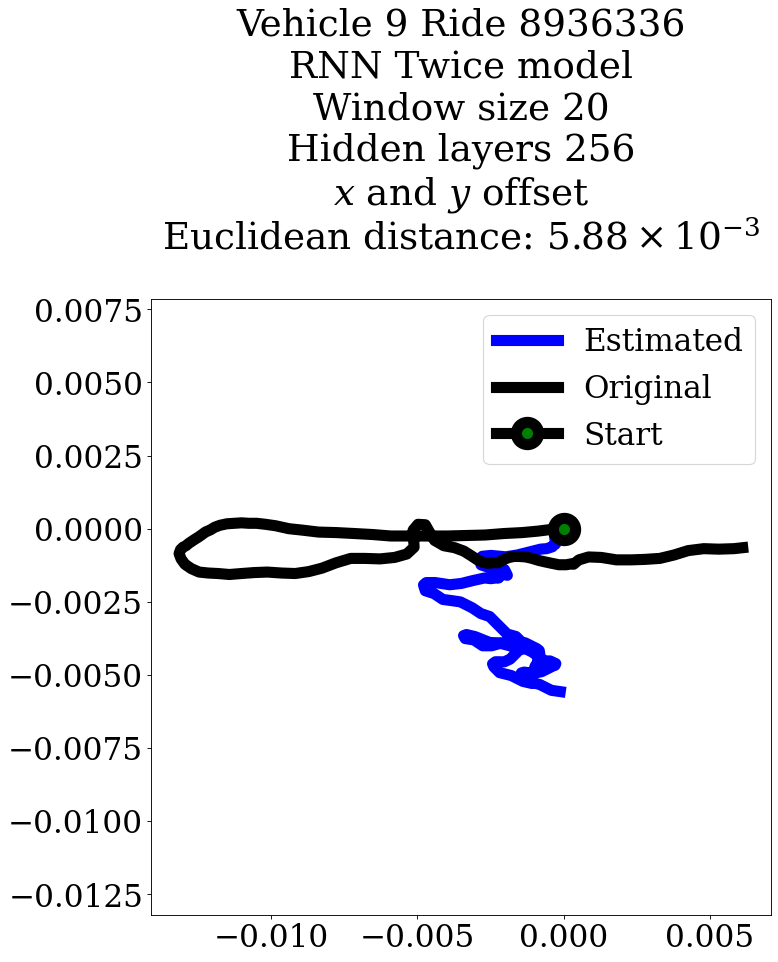 Vehicle 9 Ride 8936336
RNN Twice model
Window size 20
Hidden layers 256
x and y offset
Euclidean distance: 5.88 × 10⁻³
0.0075
0.0050
0.0025
0.0000
−0.0025
−0.0050
−0.0075
−0.0100
−0.0125
Estimated
Original
Start
−0.010 −0.005 0.000 0.005